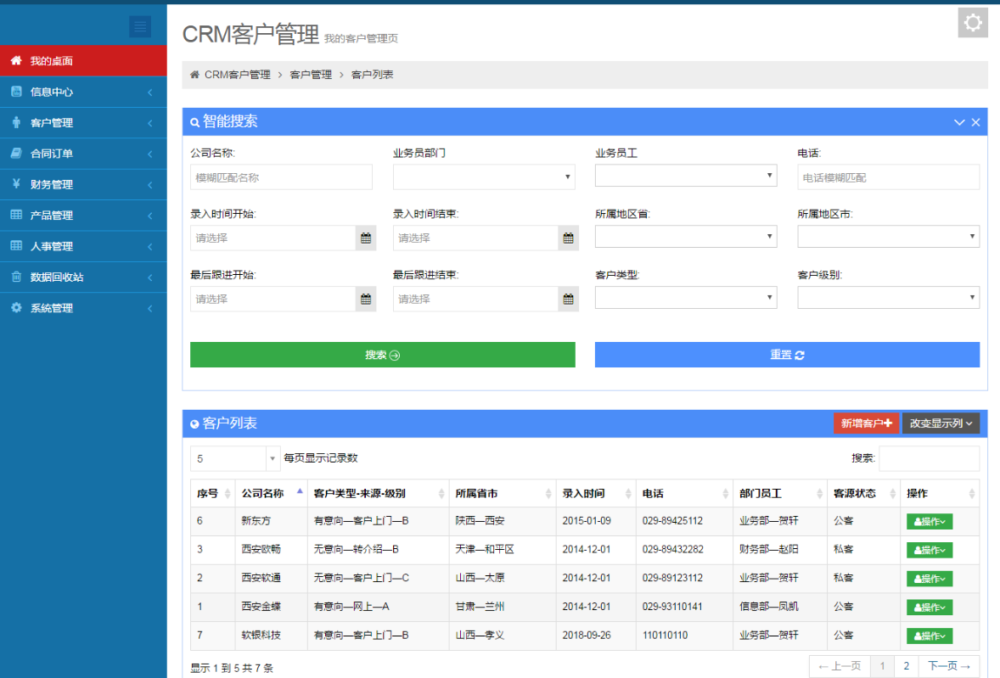 CRM客户管理 我的客户管理页
我的桌面
信息中心
客户管理
合同订单
财务管理
产品管理
人事管理
数据回收站
系统管理
CRM客户管理 > 客户管理 > 客户列表
智能搜索
公司名称: 业务员部门 业务员工 电话:
模糊匹配名称 电话模糊匹配
录入时间开始: 录入时间结束: 所属地区省: 所属地区市:
请选择 请选择
最后跟进开始: 最后跟进结束: 客户类型: 客户级别:
请选择 请选择
搜索 重置
客户列表 新增客户 改变显示列
5 每页显示记录数 搜索:
序号 公司名称 客户类型-来源-级别 所属省市 录入时间 电话 部门员工 客源状态 操作
6 新东方 有意向—客户上门—B 陕西—西安 2015-01-09 029-89425112 业务部—贺轩 公客 操作
3 西安欧畅 无意向—转介绍—B 天津—和平区 2014-12-01 029-89432282 财务部—赵阳 私客 操作
2 西安软通 无意向—客户上门—C 山西—太原 2014-12-01 029-89123112 业务部—贺轩 私客 操作
1 西安金蝶 有意向—网上—A 甘肃—兰州 2014-12-01 029-93110141 信息部—凤凯 公客 操作
7 软银科技 有意向—客户上门—B 山西—孝义 2018-09-26 110110110 业务部—贺轩 公客 操作
显示 1 到 5 共 7 条 ← 上一页 1 2 下一页 →